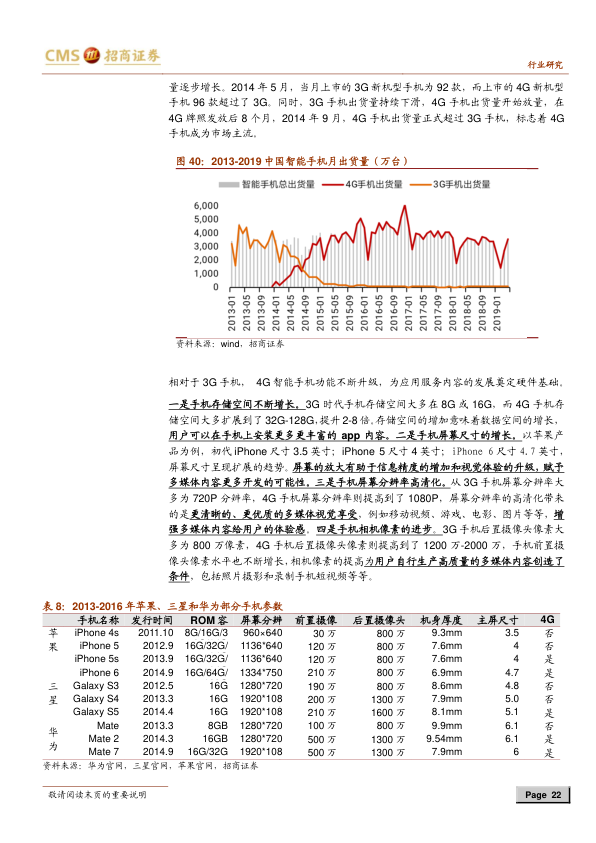 CMS 招商证券
行业研究
量逐步增长。2014 年 5 月，当月上市的 3G 新机型手机为 92 款，而上市的 4G 新机型
手机 96 款超过了 3G。同时，3G 手机出货量持续下滑，4G 手机出货量开始放量，在
4G 牌照发放后 8 个月，2014 年 9 月，4G 手机出货量正式超过 3G 手机，标志着 4G
手机成为市场主流。
图 40：2013-2019 中国智能手机月出货量（万台）
智能手机总出货量 4G手机出货量 3G手机出货量
6,000
5,000
4,000
3,000
2,000
1,000
0
2013-01 2013-05 2013-09 2014-01 2014-05 2014-09 2015-01 2015-05 2015-09 2016-01 2016-05 2016-09 2017-01 2017-05 2017-09 2018-01 2018-05 2018-09 2019-01
资料来源：wind，招商证券
相对于 3G 手机， 4G 智能手机功能不断升级，为应用服务内容的发展奠定硬件基础。
一是手机存储空间不断增长。3G 时代手机存储空间大多在 8G 或 16G，而 4G 手机存
储空间大多扩展到了 32G-128G，提升 2-8 倍。存储空间的增加意味着数据空间的增长，
用户可以在手机上安装更多更丰富的 app 内容。二是手机屏幕尺寸的增长。以苹果产
品为例，初代 iPhone 尺寸 3.5 英寸；iPhone 5 尺寸 4 英寸；iPhone 6 尺寸 4.7 英寸，
屏幕尺寸呈现扩展的趋势。屏幕的放大有助于信息精度的增加和视觉体验的升级，赋予
多媒体内容更多开发的可能性。三是手机屏幕分辨率高清化。从 3G 手机屏幕分辨率大
多为 720P 分辨率，4G 手机屏幕分辨率则提高到了 1080P，屏幕分辨率的高清化带来
的是更清晰的、更优质的多媒体视觉享受，例如移动视频、游戏、电影、图片等等，增
强多媒体内容给用户的体验感。四是手机相机像素的进步。3G 手机后置摄像头像素大
多为 800 万像素，4G 手机后置摄像头像素则提高到了 1200 万-2000 万，手机前置摄
像头像素水平也不断增长，相机像素的提高为用户自行生产高质量的多媒体内容创造了
条件，包括照片摄影和录制手机短视频等等。
表 8：2013-2016 年苹果、三星和华为部分手机参数
手机名称 发行时间 ROM 容 屏幕分辨 前置摄像 后置摄像头 机身厚度 主屏尺寸 4G
苹果 iPhone 4s 2011.10 8G/16G/3 960×640 30 万 800 万 9.3mm 3.5 否
iPhone 5 2012.9 16G/32G/ 1136*640 120 万 800 万 7.6mm 4 否
iPhone 5s 2013.9 16G/32G/ 1136*640 120 万 800 万 7.6mm 4 是
iPhone 6 2014.9 16G/64G/ 1334*750 210 万 800 万 6.9mm 4.7 是
三星 Galaxy S3 2012.5 16G 1280*720 190 万 800 万 8.6mm 4.8 否
Galaxy S4 2013.3 16G 1920*108 200 万 1300 万 7.9mm 5.0 否
Galaxy S5 2014.4 16G 1920*108 210 万 1600 万 8.1mm 5.1 是
华为 Mate 2013.3 8GB 1280*720 100 万 800 万 9.9mm 6.1 否
Mate 2 2014.3 16GB 1280*720 500 万 1300 万 9.54mm 6.1 是
Mate 7 2014.9 16G/32G 1920*108 500 万 1300 万 7.9mm 6 是
资料来源：华为官网，三星官网，苹果官网，招商证券
敬请阅读末页的重要说明
Page 22